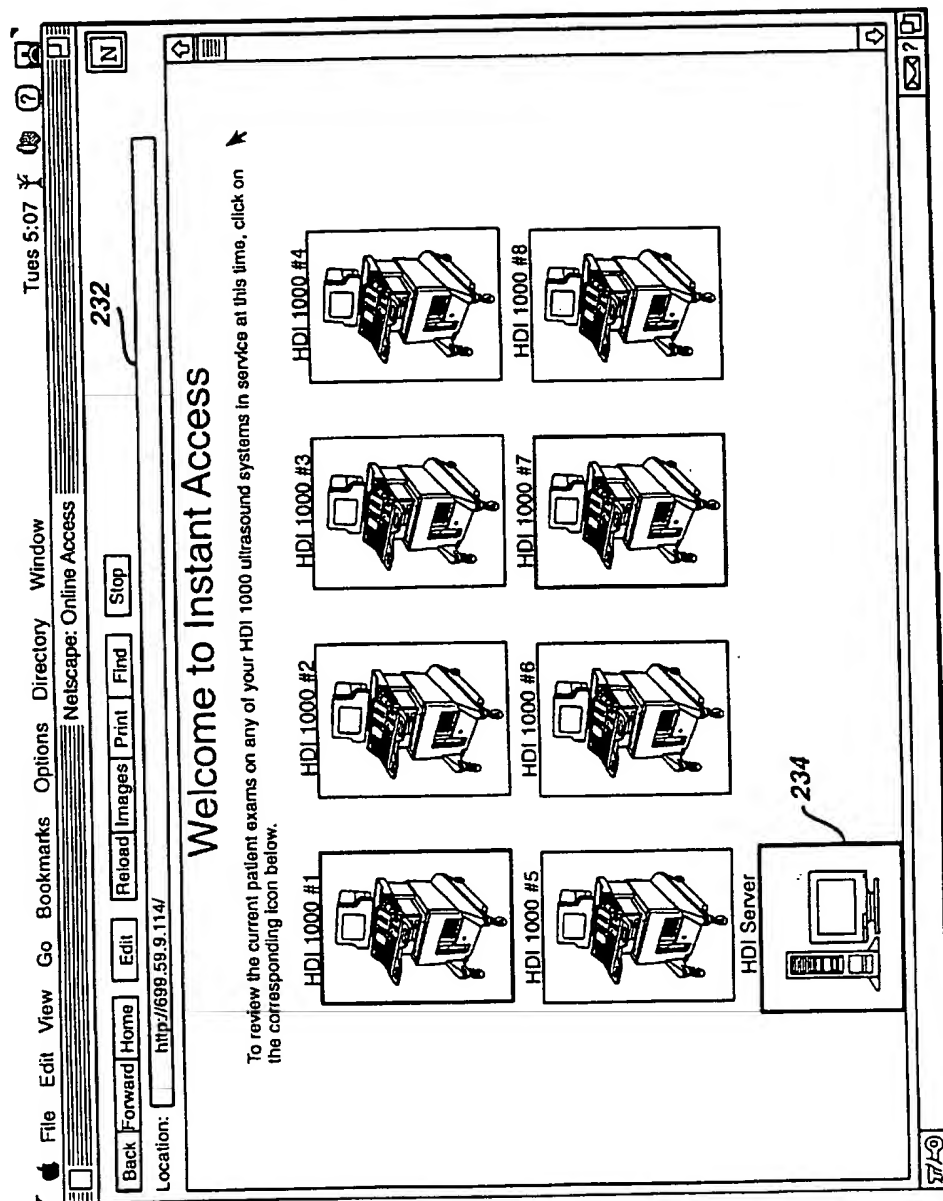 File Edit View Go Bookmarks Options Directory Window Tues 5:07 ?
Netscape: Online Access
Back Forward Home Edit Reload Images Print Find Stop N
232
Location: http://699.59.9.114/
Welcome to Instant Access
To review the current patient exams on any of your HDI 1000 ultrasound systems in service at this time, click on
the corresponding icon below.
HDI 1000 #1 HDI 1000 #2 HDI 1000 #3 HDI 1000 #4
HDI 1000 #5 HDI 1000 #6 HDI 1000 #7 HDI 1000 #8
HDI Server
234
?